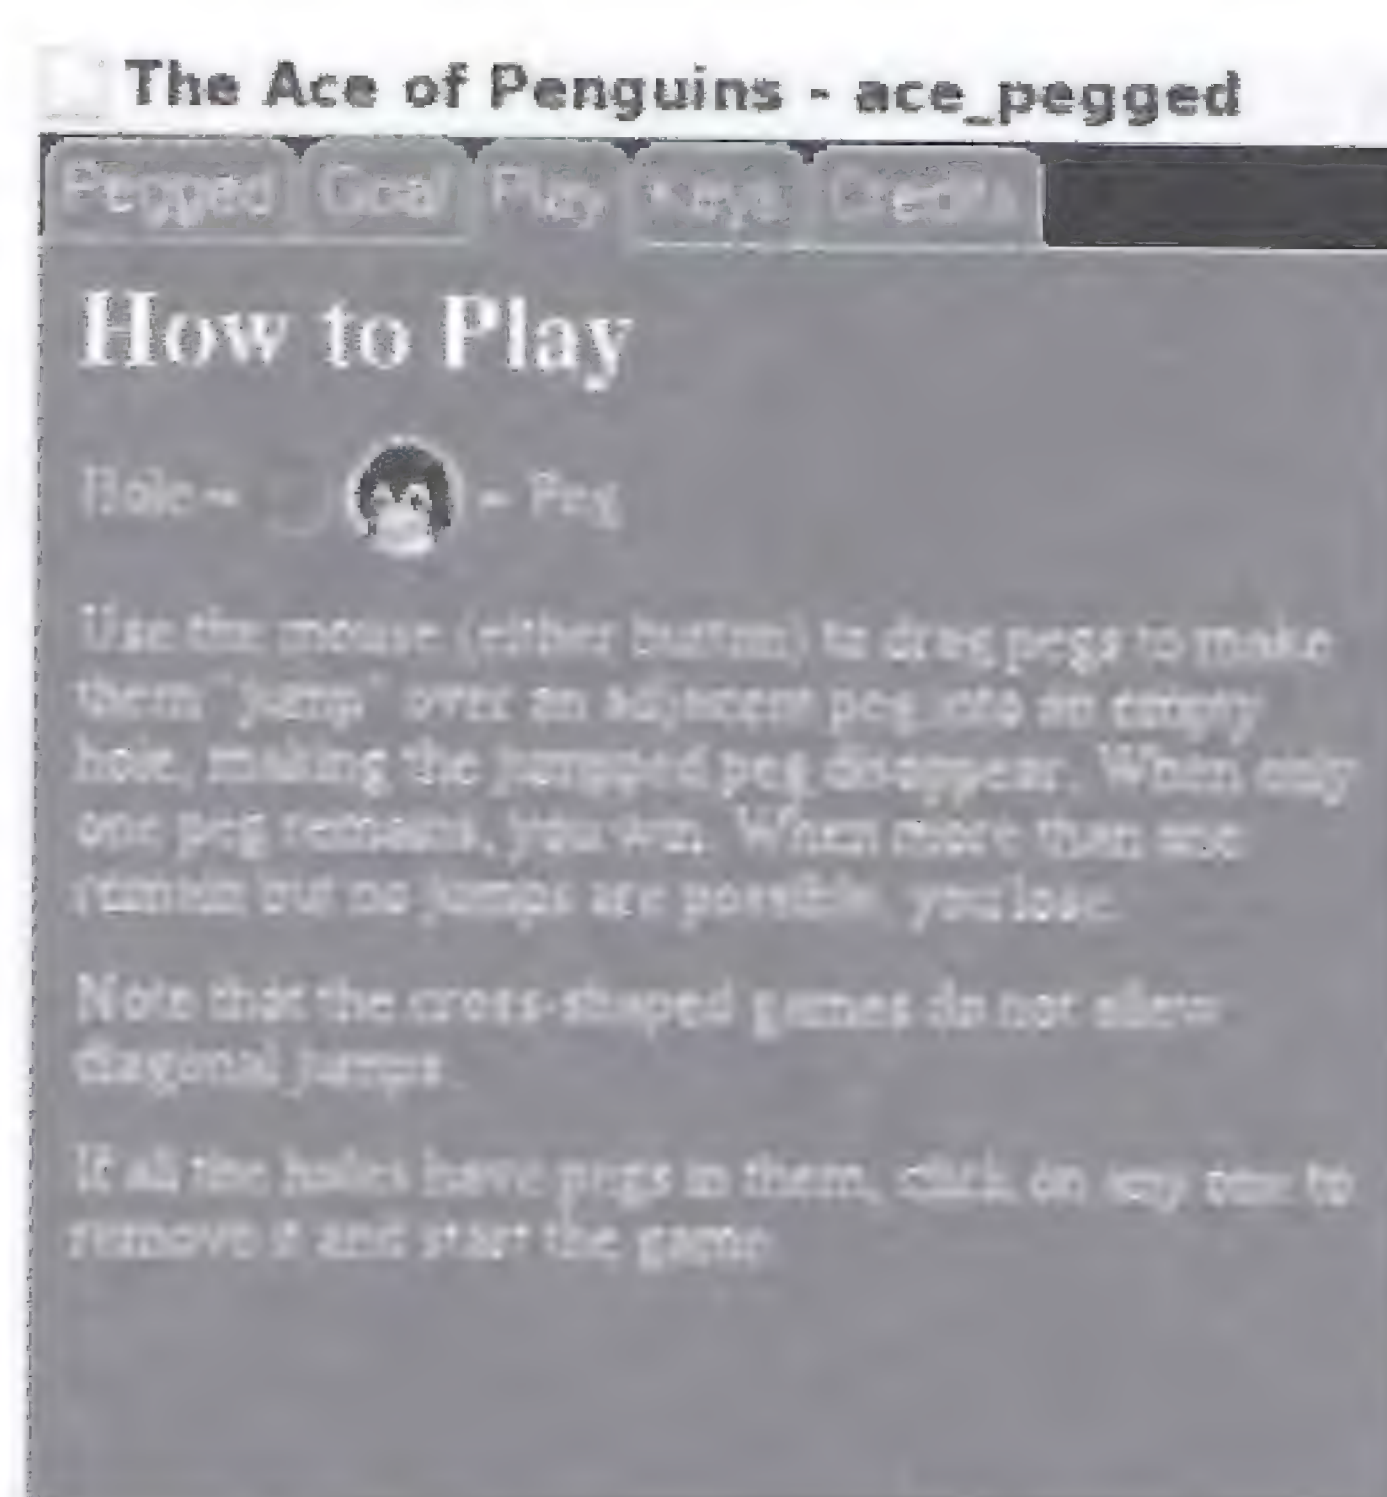 The Ace of Penguins - ace_pegged
Pegged Goal Play Keys Credits
How to Play
Hole - - Peg
Use the mouse (either button) to drag pegs to make
them "jump" over an adjacent peg into an empty
hole, making the jumpped peg disappear. When only
one peg remains, you win. When more than one
remain but no jumps are possible, you lose.
Note that the cross-shaped games do not allow
diagonal jumps.
If all the holes have pegs in them, click on any one to
remove it and start the game.